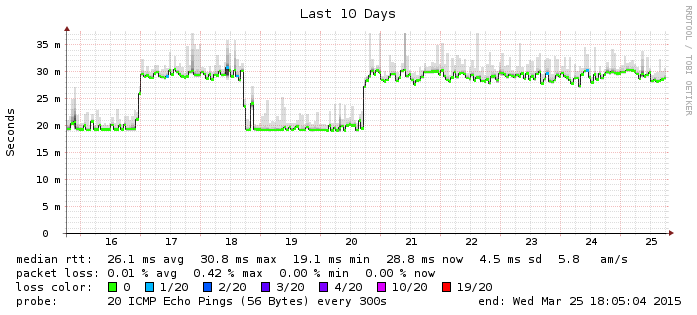 Last 10 Days
RRDTOOL / TOBI OETIKER
Seconds
35 m
30 m
25 m
20 m
15 m
10 m
5 m
0
16 17 18 19 20 21 22 23 24 25
median rtt: 26.1 ms avg 30.8 ms max 19.1 ms min 28.8 ms now 4.5 ms sd 5.8 am/s
packet loss: 0.01 % avg 0.42 % max 0.00 % min 0.00 % now
loss color: 0 1/20 2/20 3/20 4/20 10/20 19/20
probe: 20 ICMP Echo Pings (56 Bytes) every 300s end: Wed Mar 25 18:05:04 2015